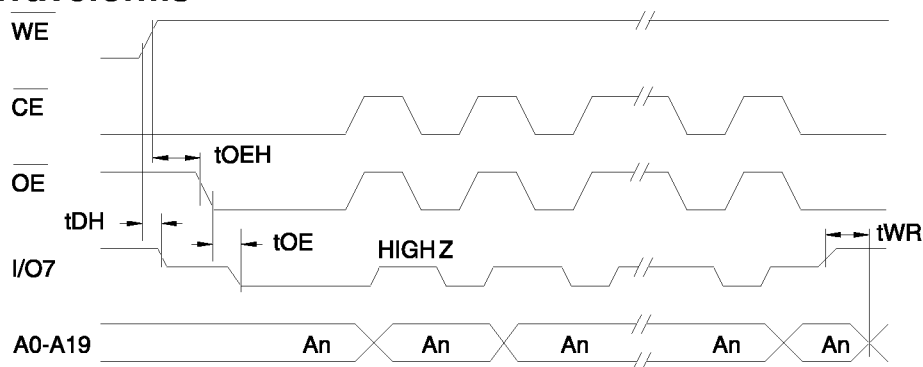 WE
CE
tOEH
OE
tDH
tOE
HIGH Z
tWR
I/O7
A0-A19 An An An An An